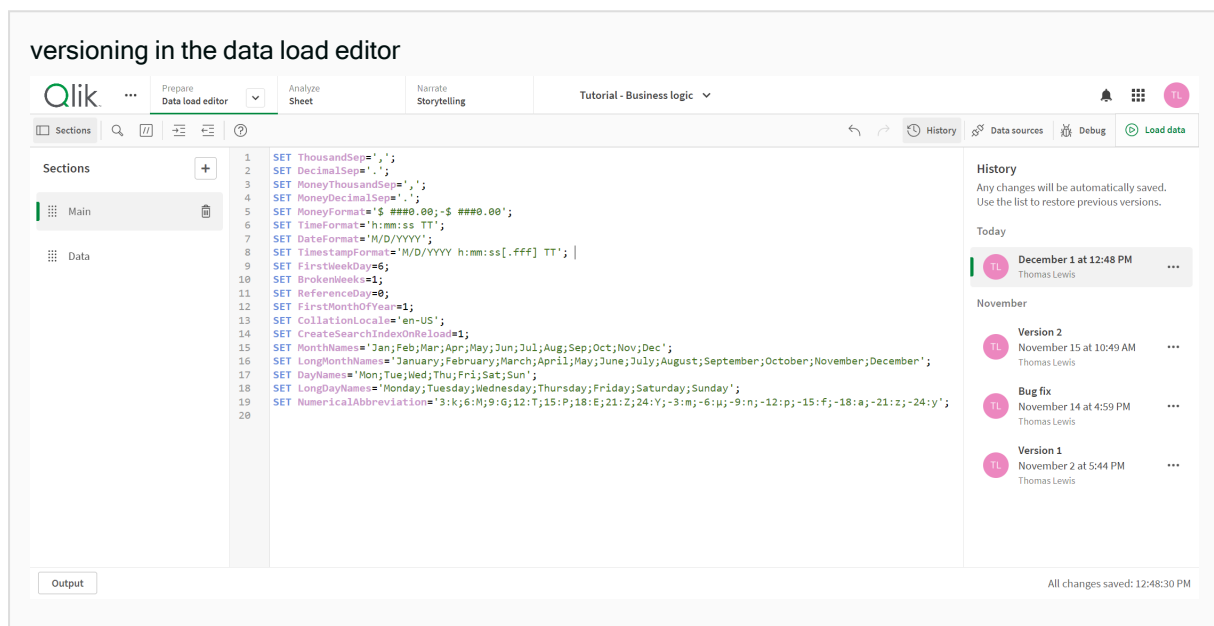 versioning in the data load editor
Qlik
Prepare
Data load editor
Analyze
Sheet
Narrate
Storytelling
Tutorial - Business logic
TL
Sections
History
Data sources
Debug
Load data
Sections
+
Main
Data
1 SET ThousandSep=',';
2 SET DecimalSep='.';
3 SET MoneyThousandSep=',';
4 SET MoneyDecimalSep='.';
5 SET MoneyFormat='$ ###0.00;-$ ###0.00';
6 SET TimeFormat='h:mm:ss TT';
7 SET DateFormat='M/D/YYYY';
8 SET TimestampFormat='M/D/YYYY h:mm:ss[.fff] TT';
9 SET FirstWeekDay=6;
10 SET BrokenWeeks=1;
11 SET ReferenceDay=0;
12 SET FirstMonthOfYear=1;
13 SET CollationLocale='en-US';
14 SET CreateSearchIndexOnReload=1;
15 SET MonthNames='Jan;Feb;Mar;Apr;May;Jun;Jul;Aug;Sep;Oct;Nov;Dec';
16 SET LongMonthNames='January;February;March;April;May;June;July;August;September;October;November;December';
17 SET DayNames='Mon;Tue;Wed;Thu;Fri;Sat;Sun';
18 SET LongDayNames='Monday;Tuesday;Wednesday;Thursday;Friday;Saturday;Sunday';
19 SET NumericalAbbreviation='3:k;6:M;9:G;12:T;15:P;18:E;21:Z;24:Y;-3:m;-6:μ;-9:n;-12:p;-15:f;-18:a;-21:z;-24:y';
20
History
Any changes will be automatically saved.
Use the list to restore previous versions.
Today
TL
December 1 at 12:48 PM
Thomas Lewis
November
Version 2
TL
November 15 at 10:49 AM
Thomas Lewis
Bug fix
TL
November 14 at 4:59 PM
Thomas Lewis
Version 1
TL
November 2 at 5:44 PM
Thomas Lewis
Output
All changes saved: 12:48:30 PM